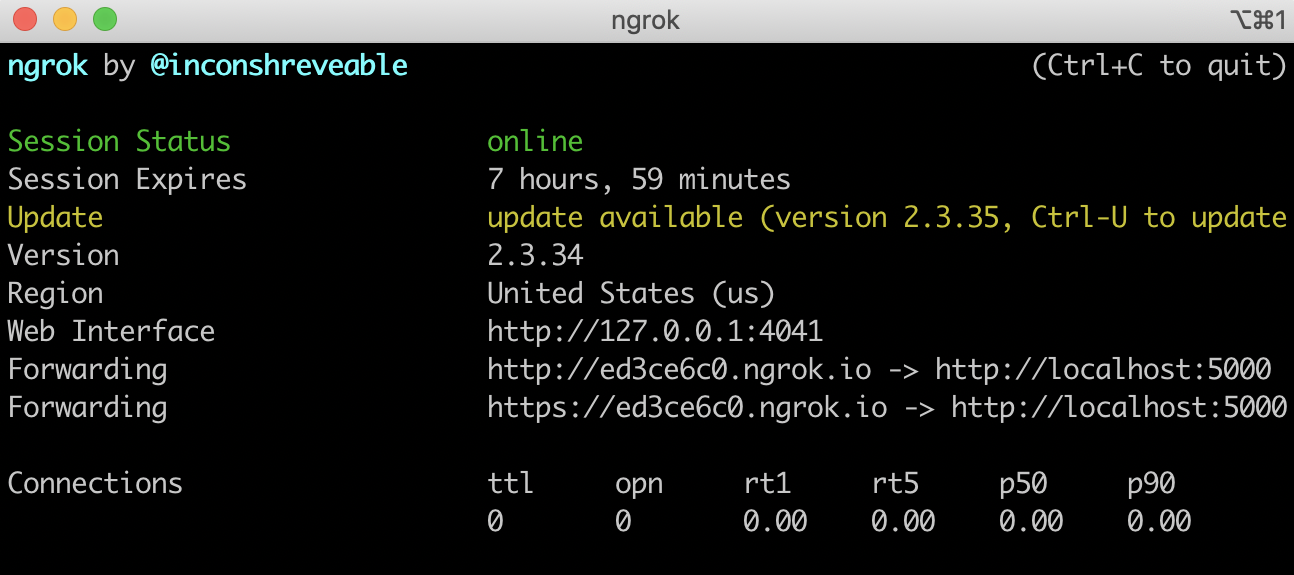 ngrok ⌥⌘1
ngrok by @inconshreveable (Ctrl+C to quit)
Session Status online
Session Expires 7 hours, 59 minutes
Update update available (version 2.3.35, Ctrl-U to update
Version 2.3.34
Region United States (us)
Web Interface http://127.0.0.1:4041
Forwarding http://ed3ce6c0.ngrok.io -> http://localhost:5000
Forwarding https://ed3ce6c0.ngrok.io -> http://localhost:5000
Connections ttl opn rt1 rt5 p50 p90
0 0 0.00 0.00 0.00 0.00